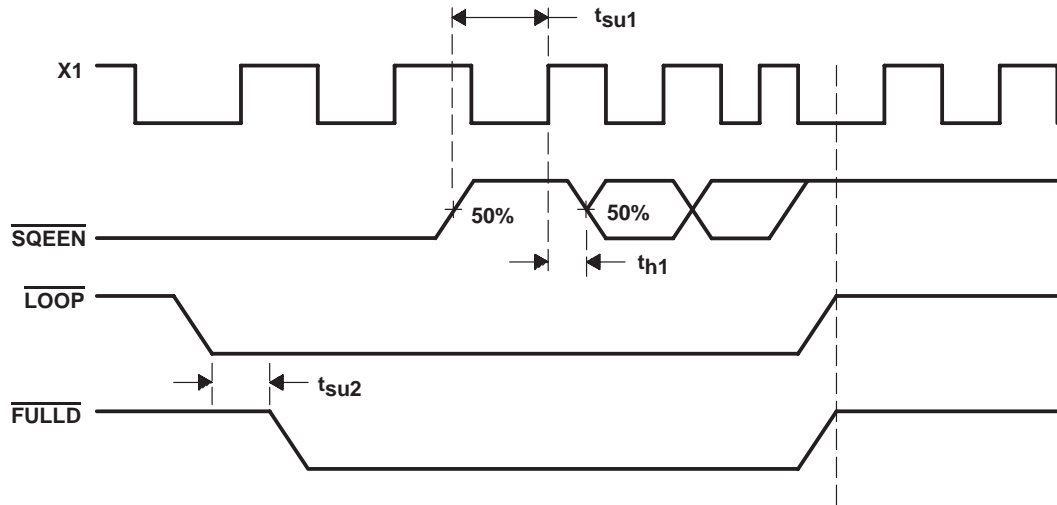 tsu1
X1
50%
50%
SQEEN
th1
LOOP
tsu2
FULLD